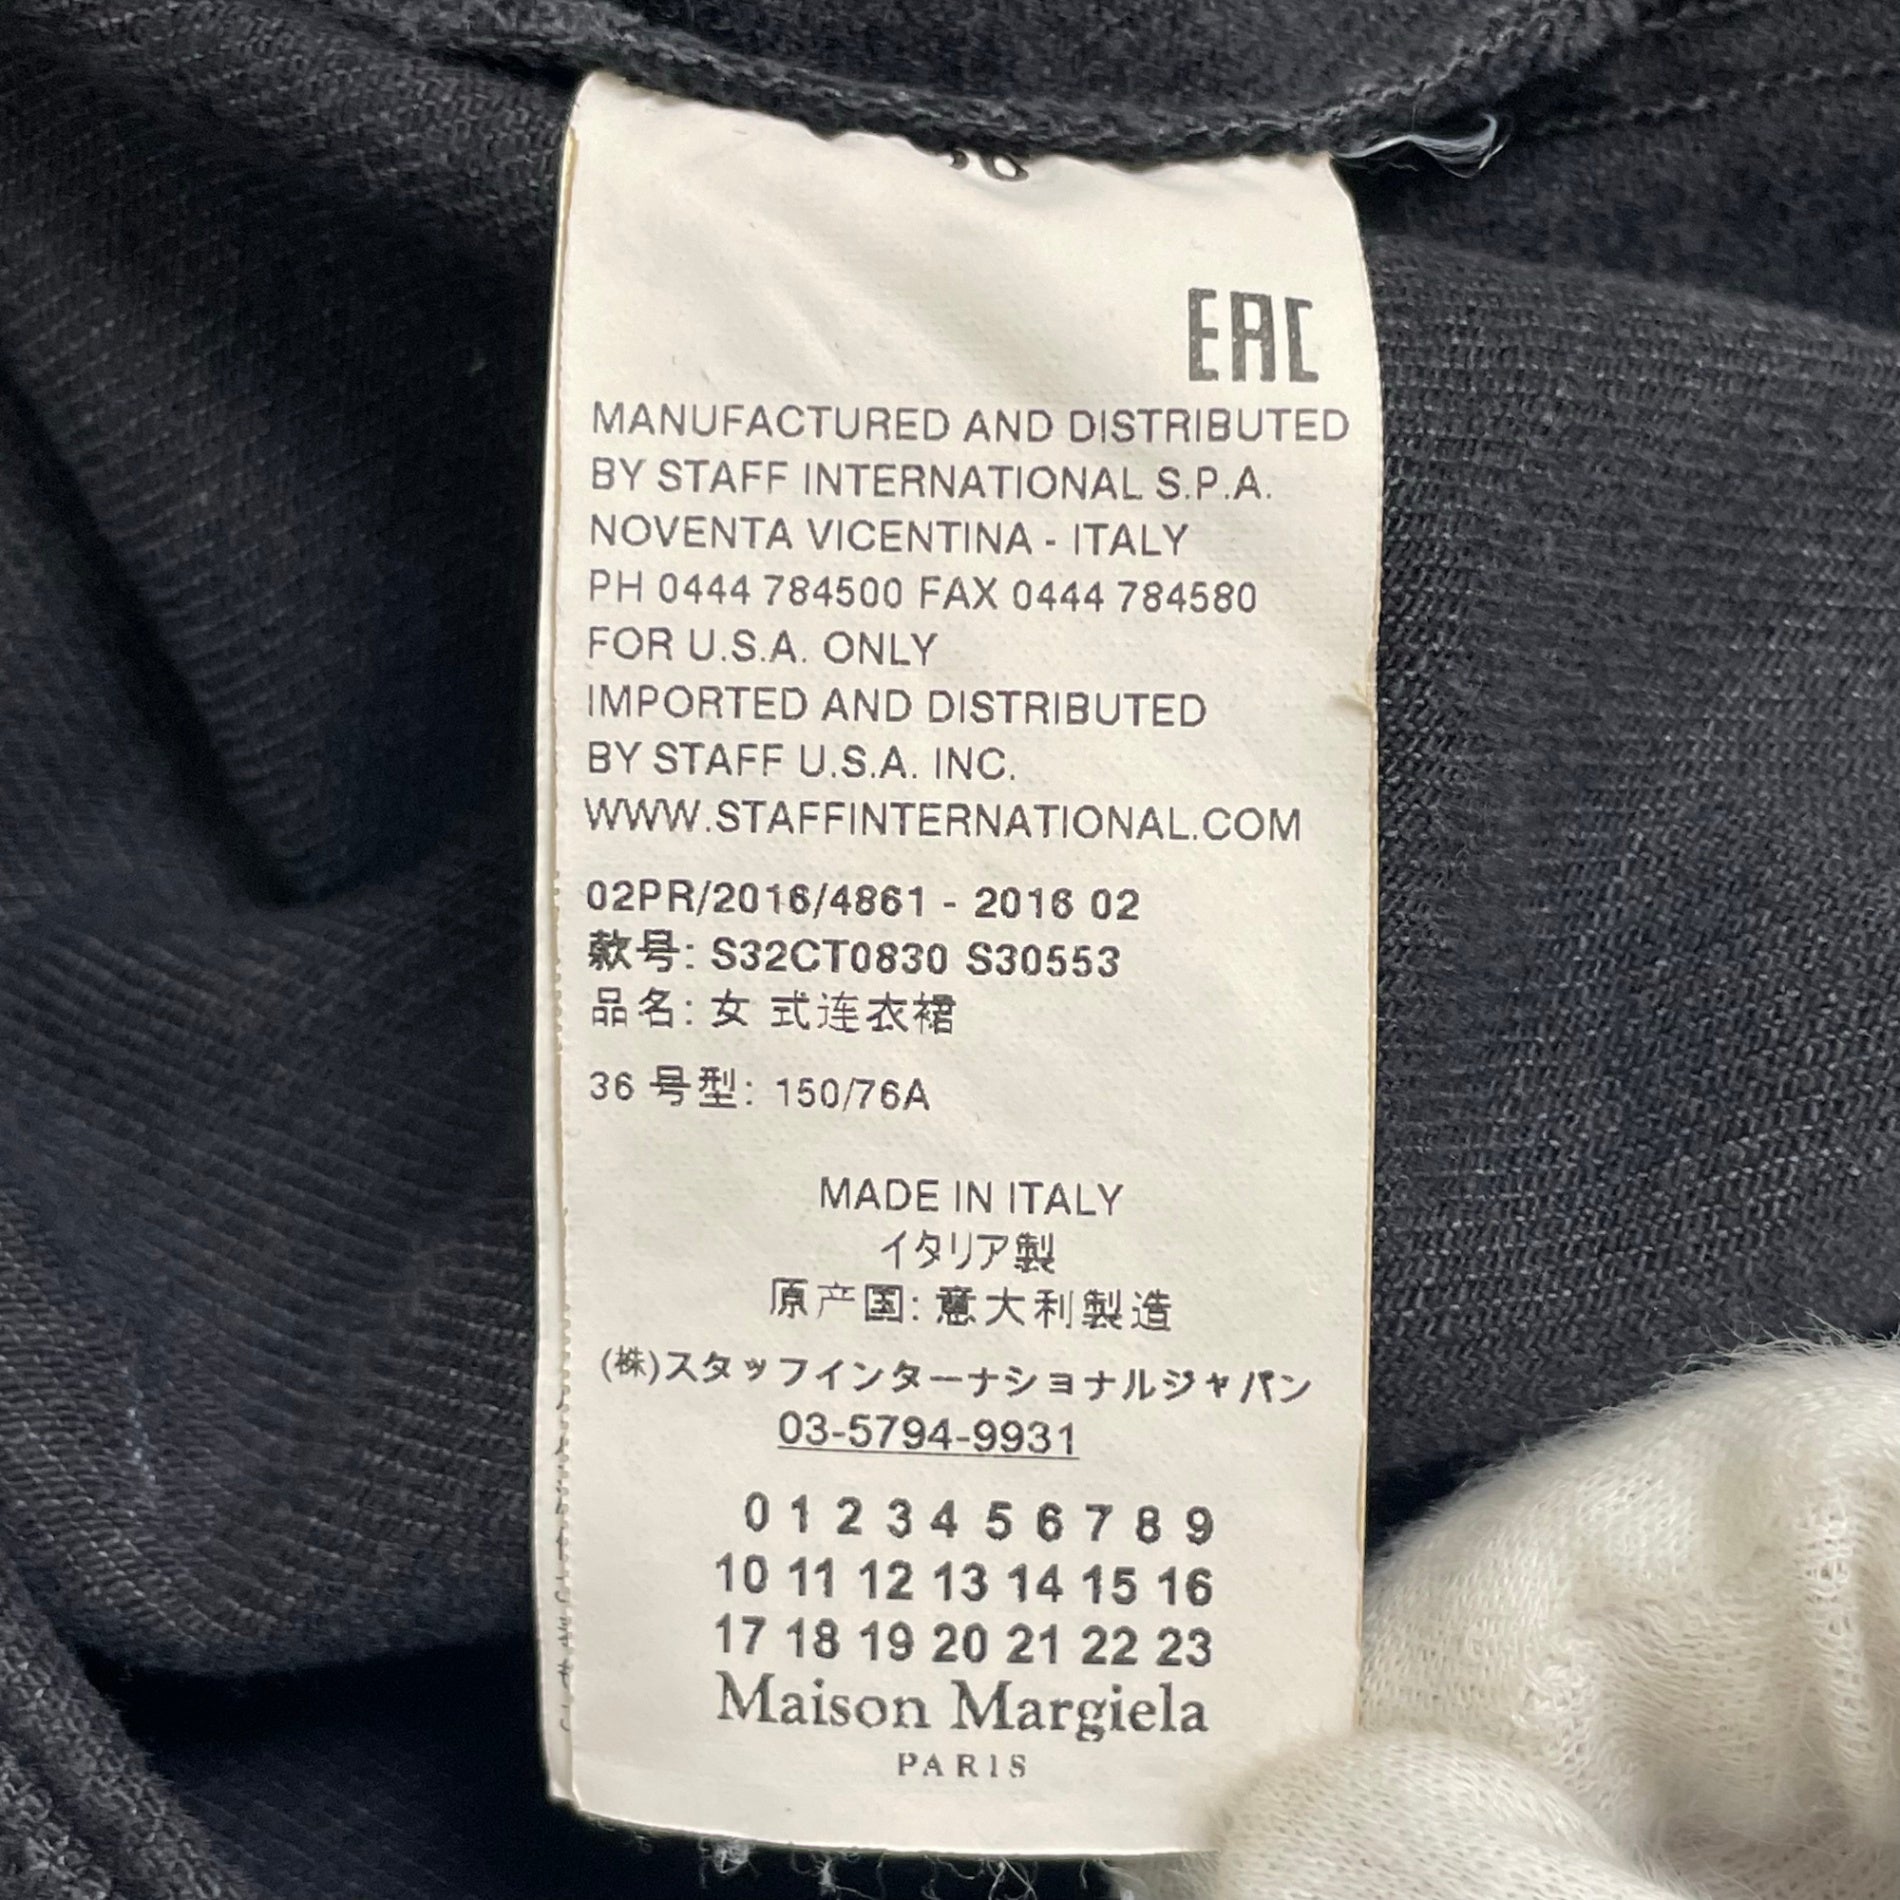 EAC
MANUFACTURED AND DISTRIBUTED
BY STAFF INTERNATIONAL S.P.A.
NOVENTA VICENTINA - ITALY
PH 0444 784500 FAX 0444 784580
FOR U.S.A. ONLY
IMPORTED AND DISTRIBUTED
BY STAFF U.S.A. INC.
WWW.STAFFINTERNATIONAL.COM
02PR/2016/4861 - 2016 02
款号: S32CT0830 S30553
品名: 女 式连衣裙
36 号型: 150/76A
MADE IN ITALY
イタリア製
原产国: 意大利製造
(株)スタッフインターナショナルジャパン
03-5794-9931
0 1 2 3 4 5 6 7 8 9
10 11 12 13 14 15 16
17 18 19 20 21 22 23
Maison Margiela
PARIS